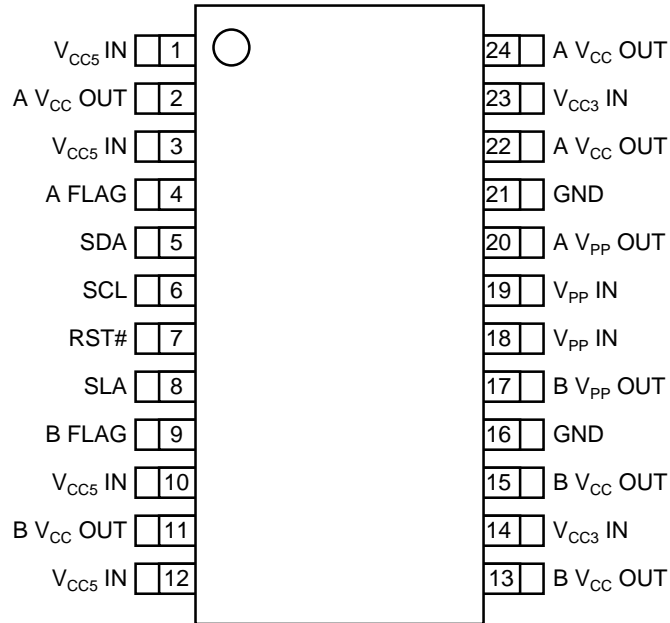 V_CC5 IN 1 24 A V_CC OUT
A V_CC OUT 2 23 V_CC3 IN
V_CC5 IN 3 22 A V_CC OUT
A FLAG 4 21 GND
SDA 5 20 A V_PP OUT
SCL 6 19 V_PP IN
RST# 7 18 V_PP IN
SLA 8 17 B V_PP OUT
B FLAG 9 16 GND
V_CC5 IN 10 15 B V_CC OUT
B V_CC OUT 11 14 V_CC3 IN
V_CC5 IN 12 13 B V_CC OUT